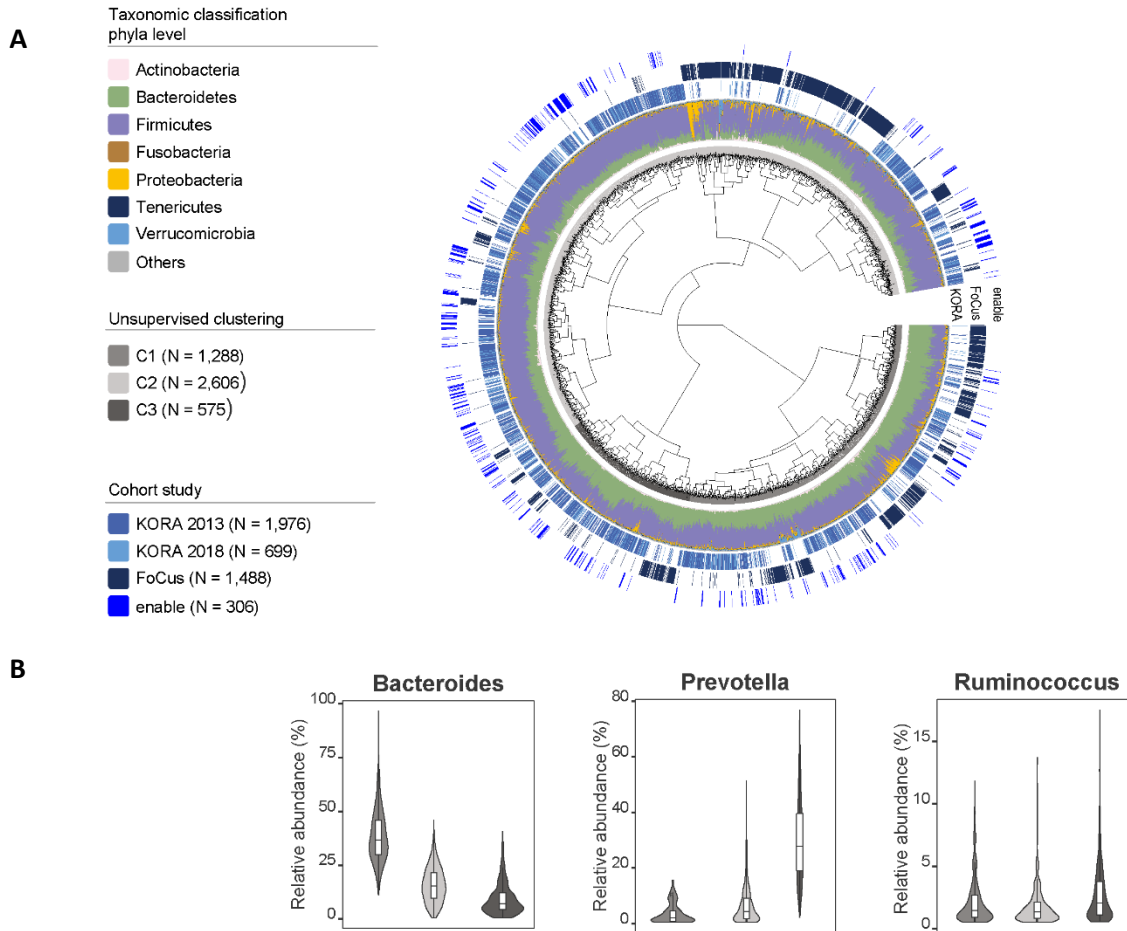 A
Taxonomic classification
phyla level
Actinobacteria
Bacteroidetes
Firmicutes
Fusobacteria
Proteobacteria
Tenericutes
Verrucomicrobia
Others
Unsupervised clustering
C1 (N = 1,288)
C2 (N = 2,606)
C3 (N = 575)
Cohort study
KORA 2013 (N = 1,976)
KORA 2018 (N = 699)
FoCus (N = 1,488)
enable (N = 306)
KORA
FoCus
enable
B
Bacteroides
Relative abundance (%)
100
75
50
25
0
Prevotella
Relative abundance (%)
80
60
40
20
0
Ruminococcus
Relative abundance (%)
15
10
5
0